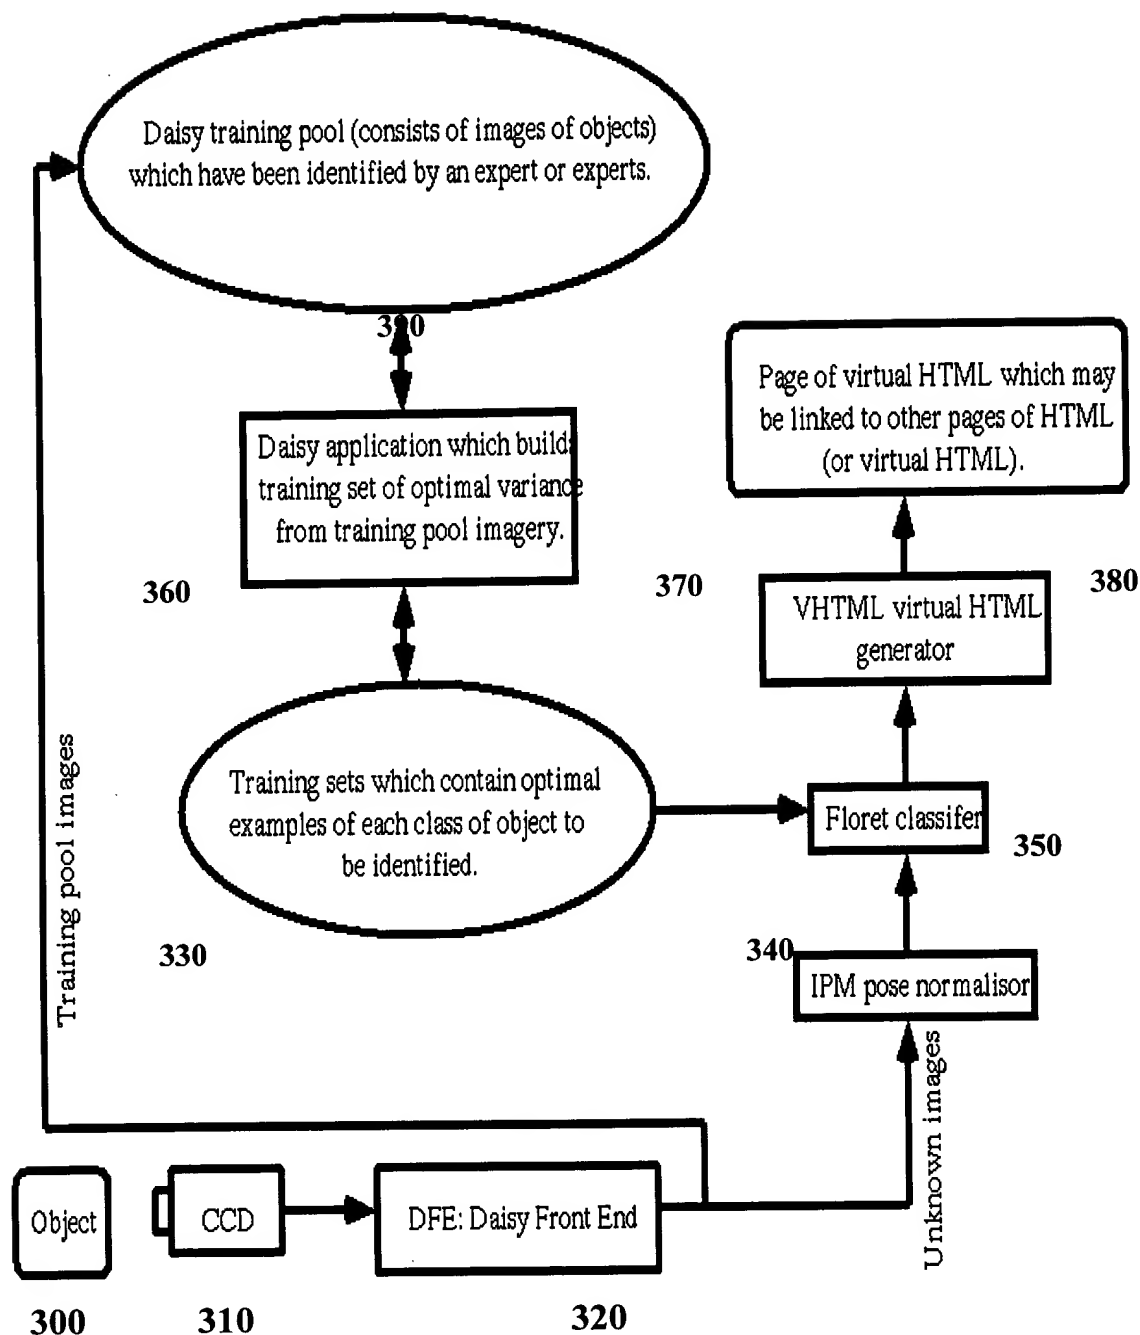 Daisy training pool (consists of images of objects)
which have been identified by an expert or experts.
390
Daisy application which builds
training set of optimal variance
from training pool imagery.
360
Training sets which contain optimal
examples of each class of object to
be identified.
330
Page of virtual HTML which may
be linked to other pages of HTML
(or virtual HTML).
370
380
VHTML virtual HTML
generator
Floret classifer
350
340
IPM pose normalisor
Training pool images
Unknown images
Object
CCD
DFE: Daisy Front End
300
310
320